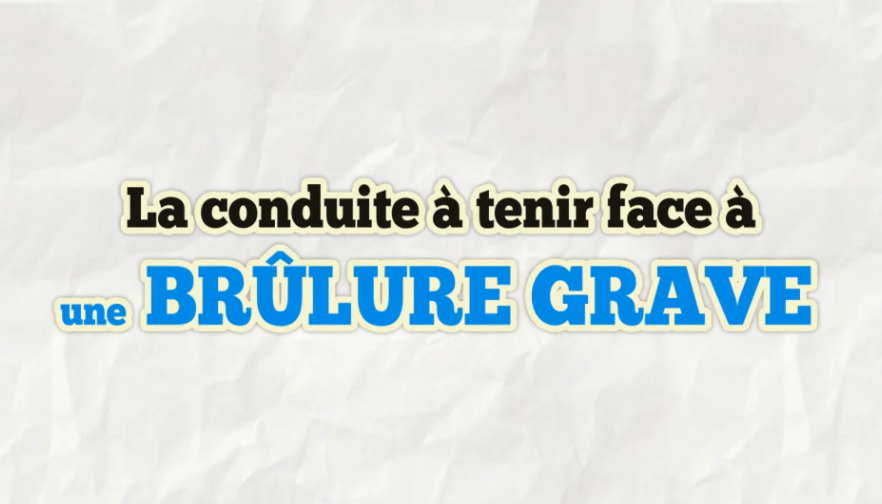 La conduite à tenir face à
une BRÛLURE GRAVE